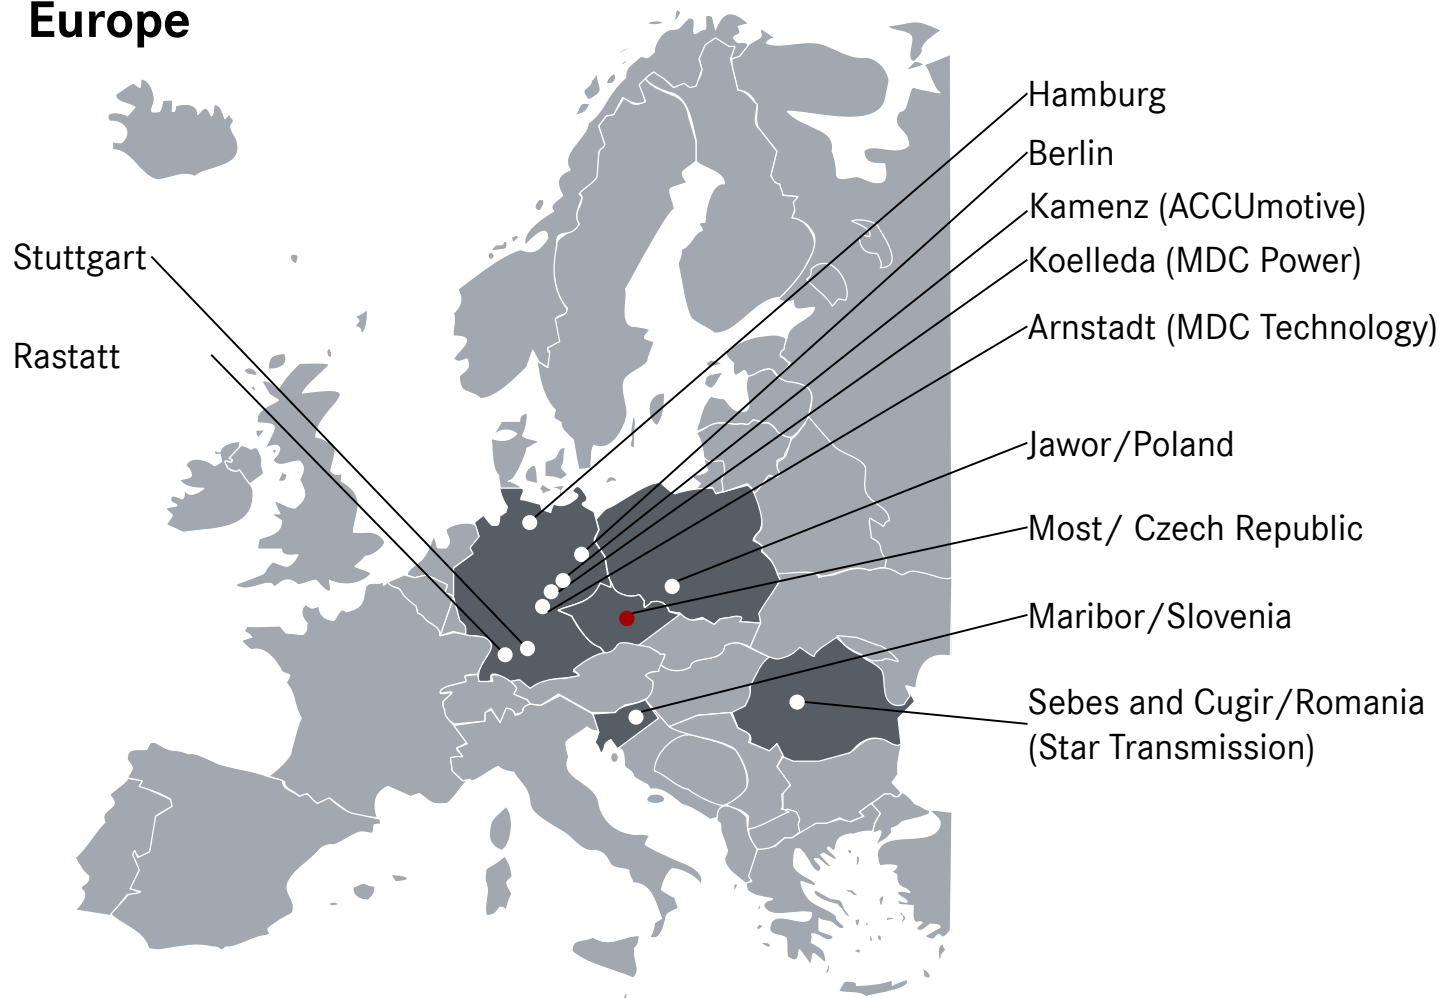 Europe
Stuttgart
Rastatt
Hamburg
Berlin
Kamenz (ACCUmotive)
Koelleda (MDC Power)
Arnstadt (MDC Technology)
Jawor/Poland
Most/ Czech Republic
Maribor/Slovenia
Sebes and Cugir/Romania
(Star Transmission)